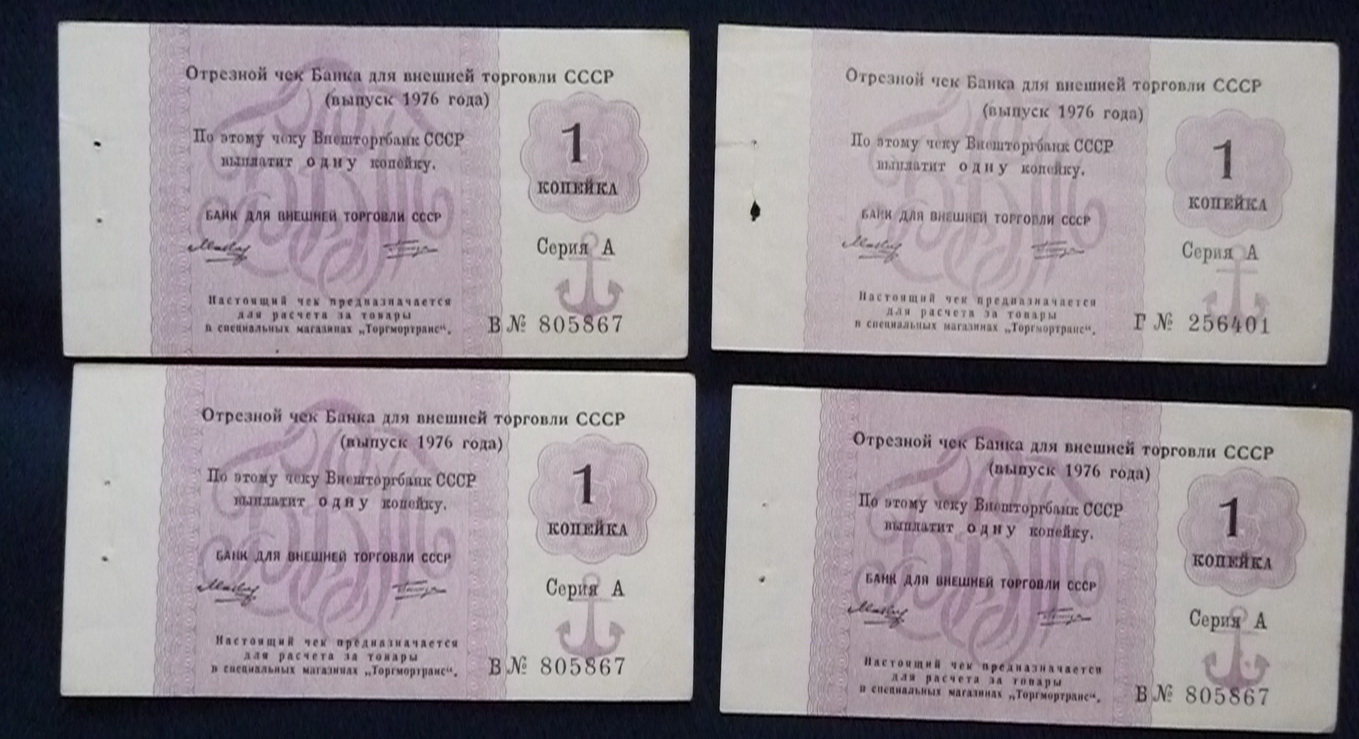 Отрезной чек Банка для внешней торговли СССР
(выпуск 1976 года)
По этому чеку Внешторгбанк СССР
выплатит одну копейку.
1
КОПЕЙКА
БАНК ДЛЯ ВНЕШНЕЙ ТОРГОВЛИ СССР
Серия А
Настоящий чек предназначается
для расчета за товары
в специальных магазинах „Торгмортранс“.
В № 805867
Отрезной чек Банка для внешней торговли СССР
(выпуск 1976 года)
По этому чеку Внешторгбанк СССР
выплатит одну копейку.
1
КОПЕЙКА
БАНК ДЛЯ ВНЕШНЕЙ ТОРГОВЛИ СССР
Серия А
Настоящий чек предназначается
для расчета за товары
в специальных магазинах „Торгмортранс“.
Г № 256401
Отрезной чек Банка для внешней торговли СССР
(выпуск 1976 года)
По этому чеку Внешторгбанк СССР
выплатит одну копейку.
1
КОПЕЙКА
БАНК ДЛЯ ВНЕШНЕЙ ТОРГОВЛИ СССР
Серия А
Настоящий чек предназначается
для расчета за товары
в специальных магазинах „Торгмортранс“.
В № 805867
Отрезной чек Банка для внешней торговли СССР
(выпуск 1976 года)
По этому чеку Внешторгбанк СССР
выплатит одну копейку.
1
КОПЕЙКА
БАНК ДЛЯ ВНЕШНЕЙ ТОРГОВЛИ СССР
Серия А
Настоящий чек предназначается
для расчета за товары
в специальных магазинах „Торгмортранс“.
В № 805867